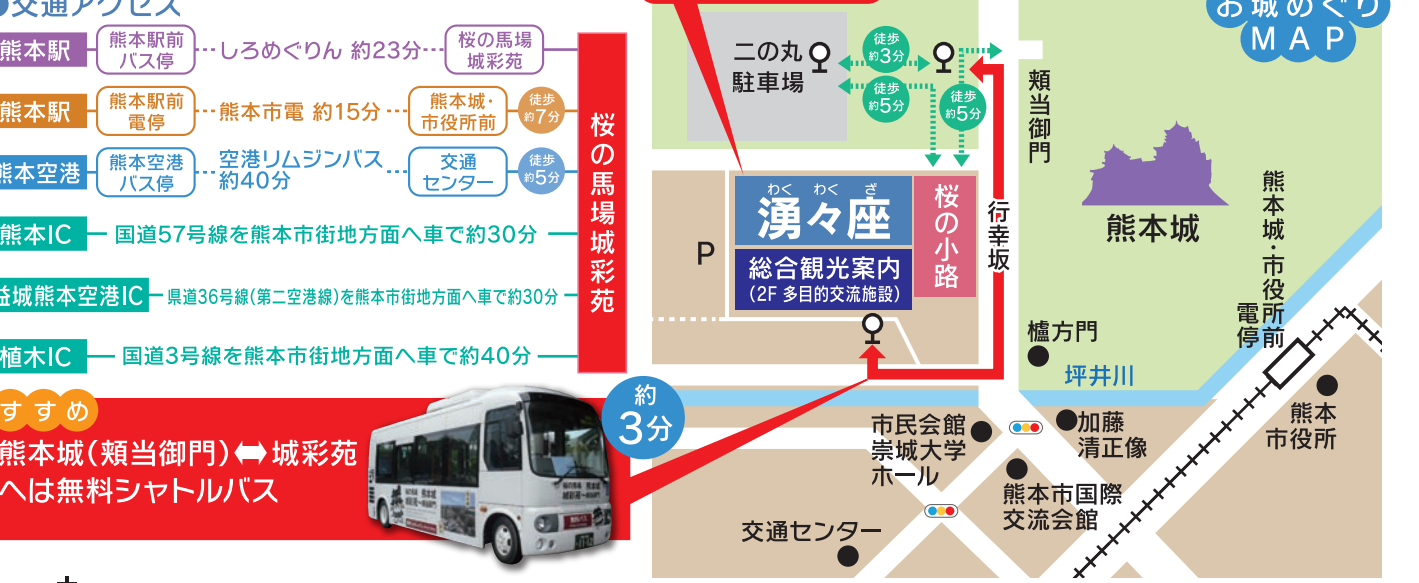 交通アクセス
熊本駅
熊本駅前
バス停
しろめぐりん 約23分
桜の馬場
城彩苑
熊本駅
熊本駅前
電停
熊本市電 約15分
熊本城・
市役所前
徒歩
約7分
熊本空港
熊本空港
バス停
空港リムジンバス
約40分
交通
センター
徒歩
約5分
熊本IC
国道57号線を熊本市街地方面へ車で約30分
益城熊本空港IC
県道36号線(第二空港線)を熊本市街地方面へ車で約30分
植木IC
国道3号線を熊本市街地方面へ車で約40分
桜の馬場城彩苑
すすめ
熊本城(頬当御門)⬌城彩苑
へは無料シャトルバス
約
3分
お城めぐり
MAP
二の丸
駐車場
徒歩
約3分
徒歩
約5分
徒歩
約5分
頬当御門
わく わく ざ
湧々座
総合観光案内
(2F 多目的交流施設)
桜の小路
P
行幸坂
熊本城
熊本城・市役所前
電停
櫨方門
坪井川
市民会館
崇城大学
ホール
加藤
清正像
熊本市国際
交流会館
熊本
市役所
交通センター